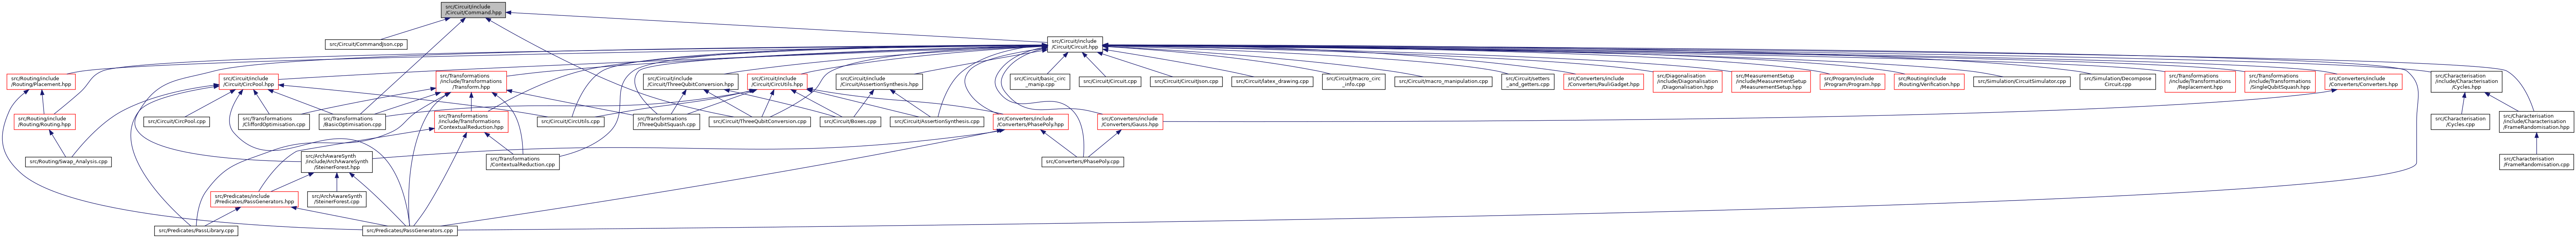 src/Circuit/include
/Circuit/Command.hpp
src/Circuit/CommandJson.cpp
src/Circuit/include
/Circuit/Circuit.hpp
src/Routing/include
/Routing/Placement.hpp
src/Circuit/include
/Circuit/CircPool.hpp
src/Transformations
/include/Transformations
/Transform.hpp
src/Circuit/include
/Circuit/ThreeQubitConversion.hpp
src/Circuit/include
/Circuit/CircUtils.hpp
src/Circuit/include
/Circuit/AssertionSynthesis.hpp
src/Circuit/basic_circ
_manip.cpp
src/Circuit/Circuit.cpp
src/Circuit/CircuitJson.cpp
src/Circuit/latex_drawing.cpp
src/Circuit/macro_circ
_info.cpp
src/Circuit/macro_manipulation.cpp
src/Circuit/setters
_and_getters.cpp
src/Converters/include
/Converters/PauliGadget.hpp
src/Diagonalisation
/include/Diagonalisation
/Diagonalisation.hpp
src/MeasurementSetup
/include/MeasurementSetup
/MeasurementSetup.hpp
src/Program/include
/Program/Program.hpp
src/Routing/include
/Routing/Verification.hpp
src/Simulation/CircuitSimulator.cpp
src/Simulation/Decompose
Circuit.cpp
src/Transformations
/include/Transformations
/Replacement.hpp
src/Transformations
/include/Transformations
/SingleQubitSquash.hpp
src/Converters/include
/Converters/Converters.hpp
src/Characterisation
/include/Characterisation
/Cycles.hpp
src/Routing/include
/Routing/Routing.hpp
src/Circuit/CircPool.cpp
src/Transformations
/CliffordOptimisation.cpp
src/Transformations
/BasicOptimisation.cpp
src/Transformations
/include/Transformations
/ContextualReduction.hpp
src/Circuit/CircUtils.cpp
src/Transformations
/ThreeQubitSquash.cpp
src/Circuit/ThreeQubitConversion.cpp
src/Circuit/Boxes.cpp
src/Circuit/AssertionSynthesis.cpp
src/Converters/include
/Converters/PhasePoly.hpp
src/Converters/include
/Converters/Gauss.hpp
src/Characterisation
/Cycles.cpp
src/Characterisation
/include/Characterisation
/FrameRandomisation.hpp
src/Routing/Swap_Analysis.cpp
src/ArchAwareSynth
/include/ArchAwareSynth
/SteinerForest.hpp
src/Transformations
/ContextualReduction.cpp
src/Converters/PhasePoly.cpp
src/Characterisation
/FrameRandomisation.cpp
src/Predicates/include
/Predicates/PassGenerators.hpp
src/ArchAwareSynth
/SteinerForest.cpp
src/Predicates/PassLibrary.cpp
src/Predicates/PassGenerators.cpp